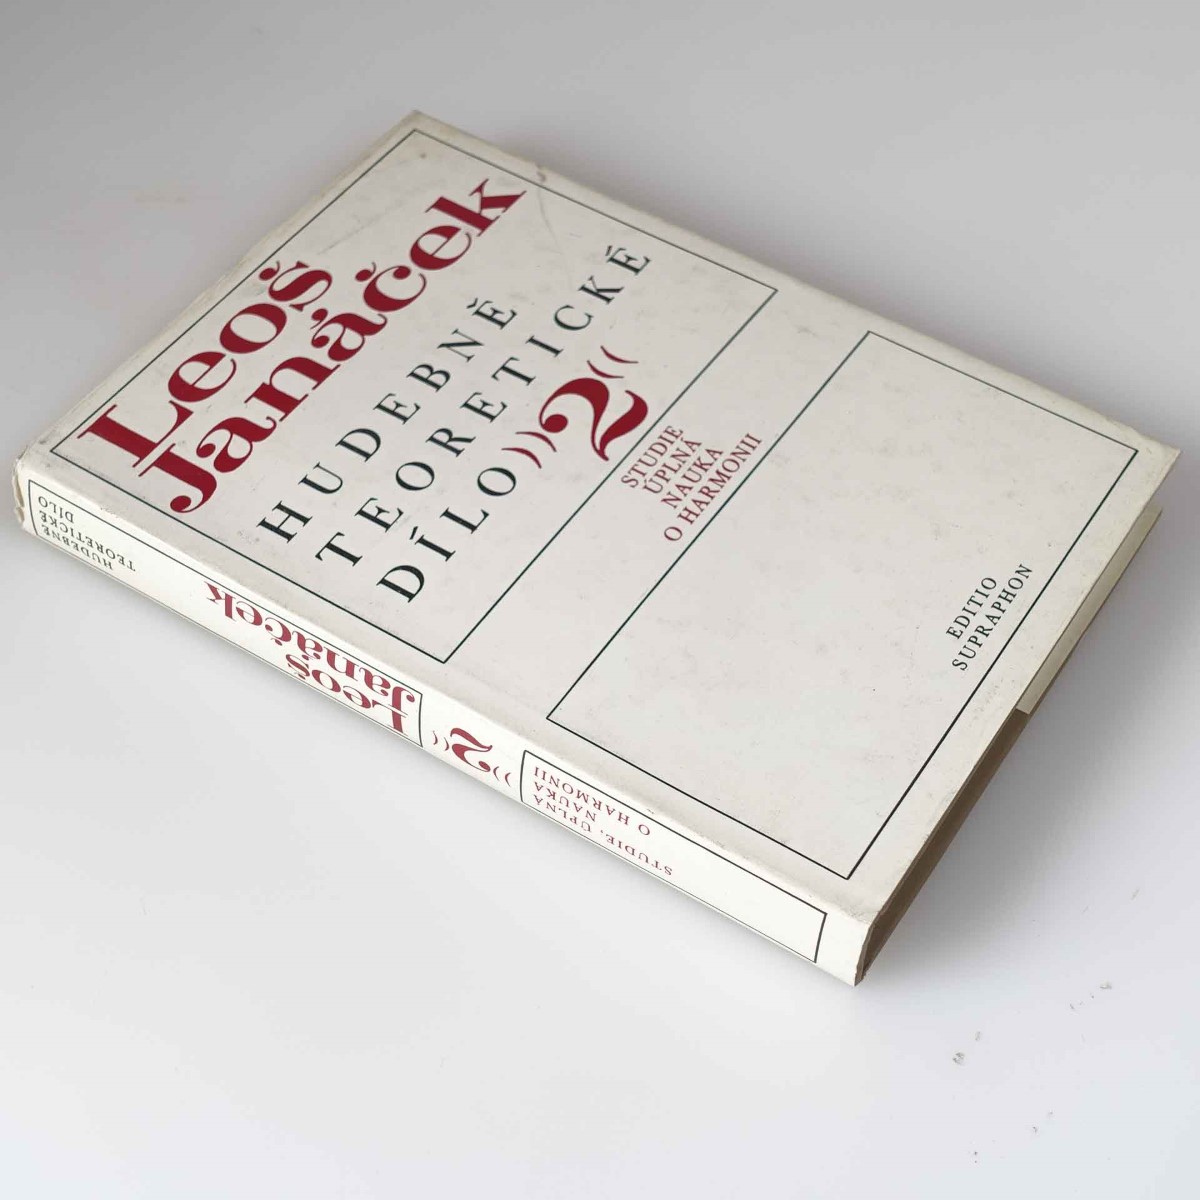 Leoš
Janáček
HUDEBNĚ
TEORETICKÉ
DÍLO ))2((
STUDIE
ÚPLNÁ
NAUKA
O HARMONII
EDITIO
SUPRAPHON
HUDEBNĚ
TEORETICKÉ
DÍLO
Leoš
Janáček
))2((
STUDIE, ÚPLNÁ
NAUKA
O HARMONII